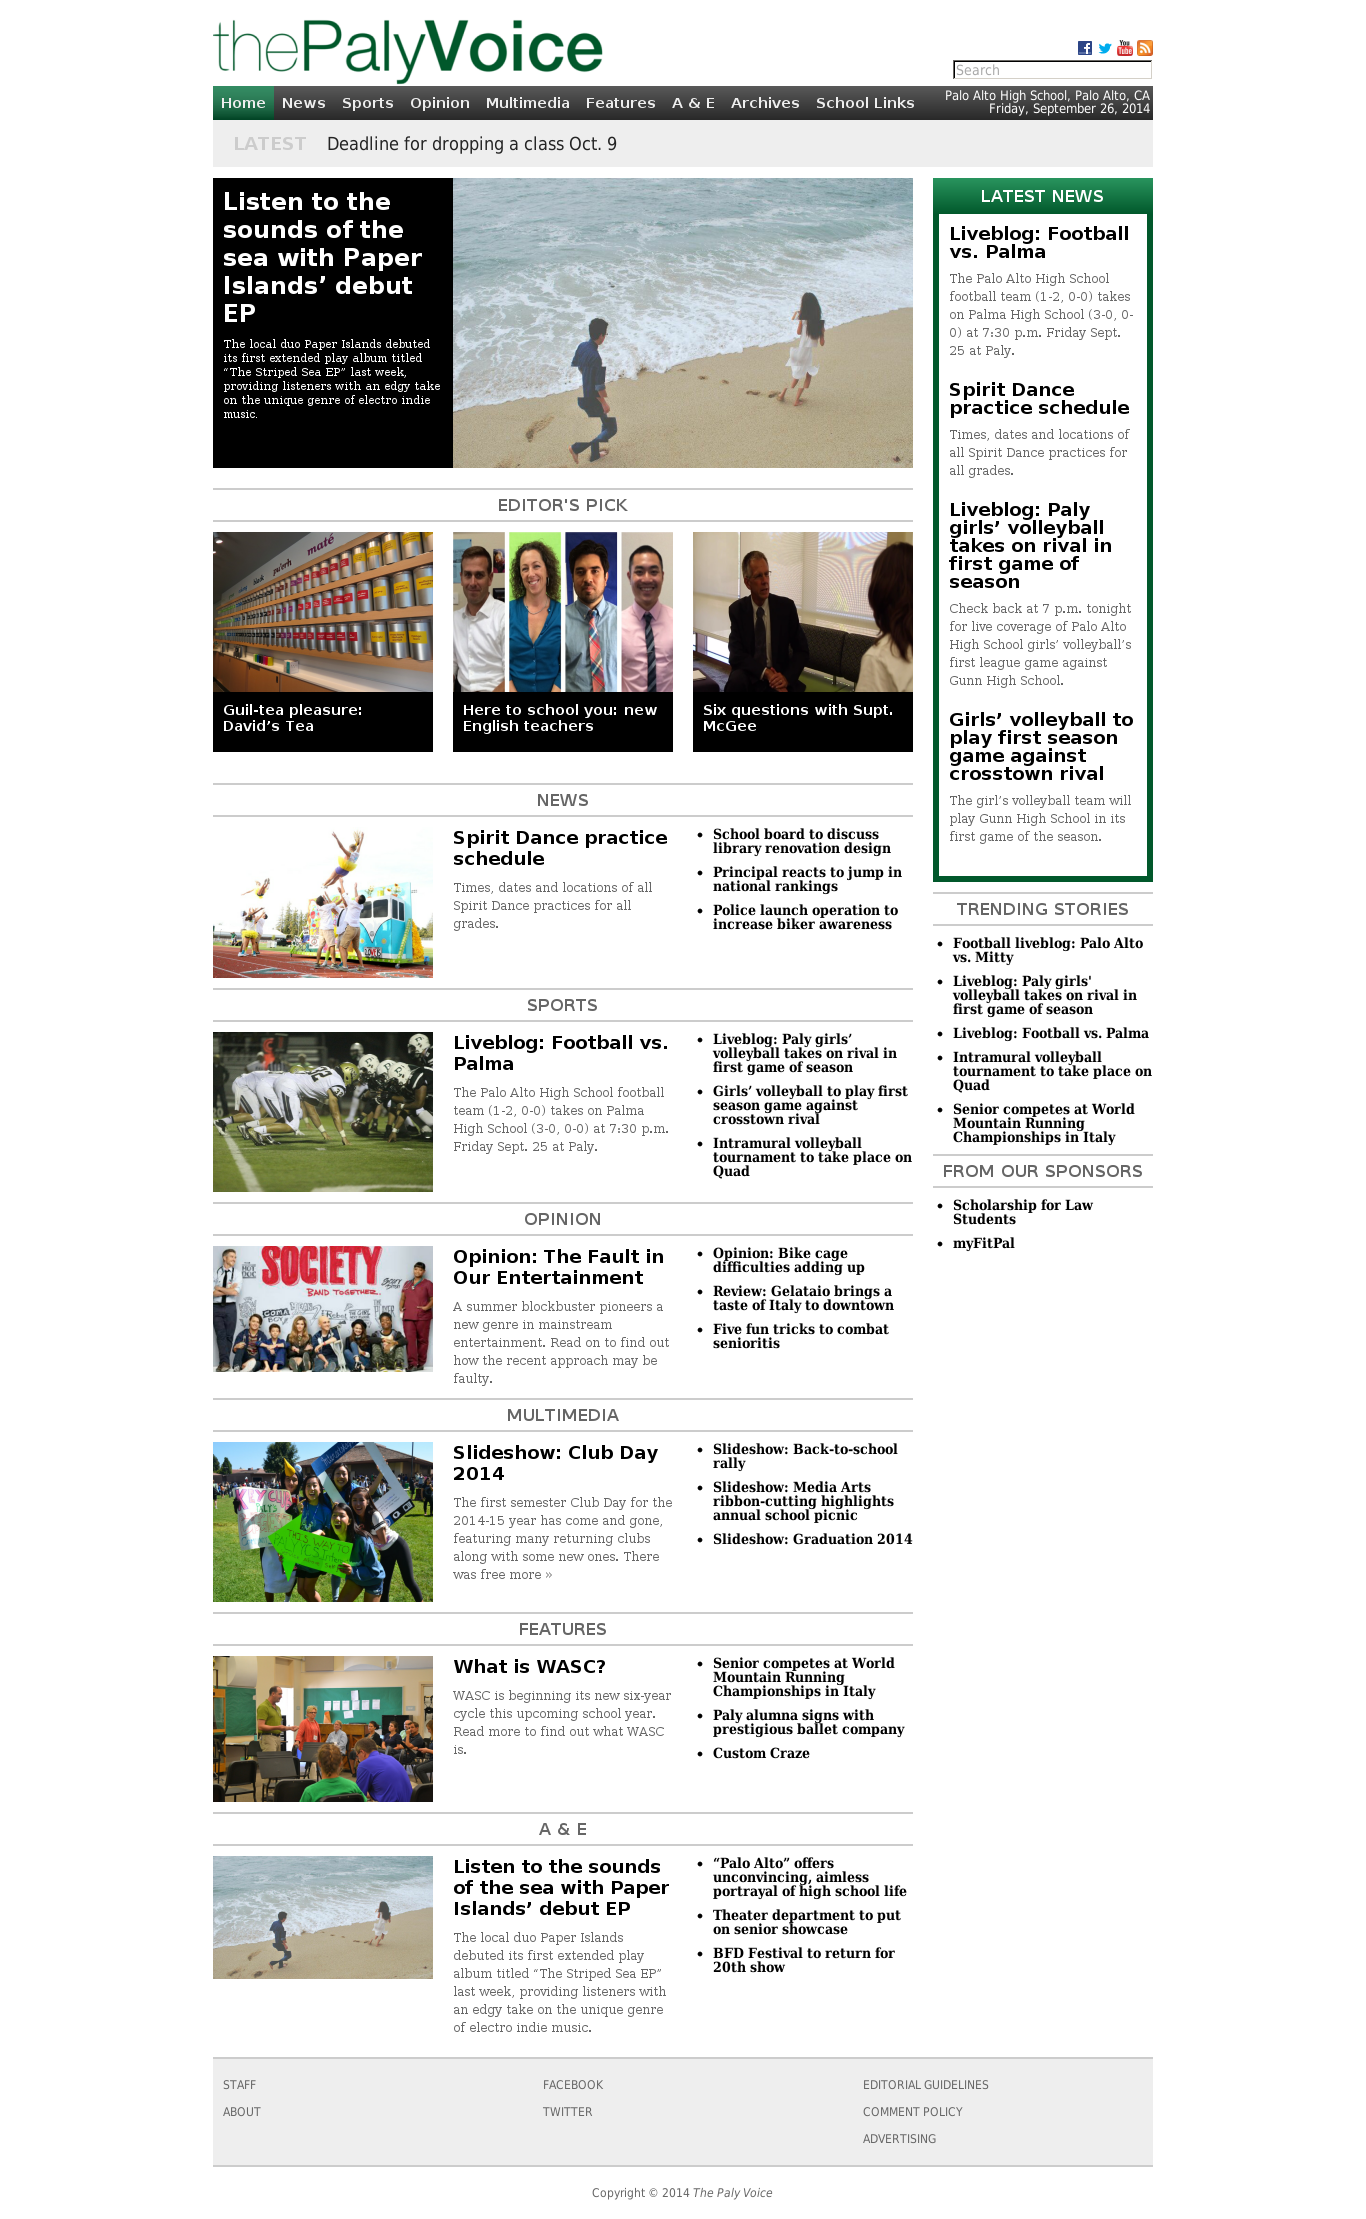 thePalyVoice
Search
Home News Sports Opinion Multimedia Features A & E Archives School Links
Palo Alto High School, Palo Alto, CA
Friday, September 26, 2014
LATEST Deadline for dropping a class Oct. 9
Listen to the
sounds of the
sea with Paper
Islands’ debut
EP
The local duo Paper Islands debuted
its first extended play album titled
“The Striped Sea EP” last week,
providing listeners with an edgy take
on the unique genre of electro indie
music.
EDITOR'S PICK
maté
Guil-tea pleasure:
David’s Tea
Here to school you: new
English teachers
Six questions with Supt.
McGee
NEWS
Spirit Dance practice
schedule
Times, dates and locations of all
Spirit Dance practices for all
grades.
• School board to discuss
library renovation design
• Principal reacts to jump in
national rankings
• Police launch operation to
increase biker awareness
SPORTS
Liveblog: Football vs.
Palma
The Palo Alto High School football
team (1-2, 0-0) takes on Palma
High School (3-0, 0-0) at 7:30 p.m.
Friday Sept. 25 at Paly.
• Liveblog: Paly girls’
volleyball takes on rival in
first game of season
• Girls’ volleyball to play first
season game against
crosstown rival
• Intramural volleyball
tournament to take place on
Quad
OPINION
SOCIETY
BAND TOGETHER.
Opinion: The Fault in
Our Entertainment
A summer blockbuster pioneers a
new genre in mainstream
entertainment. Read on to find out
how the recent approach may be
faulty.
• Opinion: Bike cage
difficulties adding up
• Review: Gelataio brings a
taste of Italy to downtown
• Five fun tricks to combat
senioritis
MULTIMEDIA
Slideshow: Club Day
2014
The first semester Club Day for the
2014-15 year has come and gone,
featuring many returning clubs
along with some new ones. There
was free more »
• Slideshow: Back-to-school
rally
• Slideshow: Media Arts
ribbon-cutting highlights
annual school picnic
• Slideshow: Graduation 2014
FEATURES
What is WASC?
WASC is beginning its new six-year
cycle this upcoming school year.
Read more to find out what WASC
is.
• Senior competes at World
Mountain Running
Championships in Italy
• Paly alumna signs with
prestigious ballet company
• Custom Craze
A & E
Listen to the sounds
of the sea with Paper
Islands’ debut EP
The local duo Paper Islands
debuted its first extended play
album titled “The Striped Sea EP”
last week, providing listeners with
an edgy take on the unique genre
of electro indie music.
• “Palo Alto” offers
unconvincing, aimless
portrayal of high school life
• Theater department to put
on senior showcase
• BFD Festival to return for
20th show
LATEST NEWS
Liveblog: Football
vs. Palma
The Palo Alto High School
football team (1-2, 0-0) takes
on Palma High School (3-0, 0-
0) at 7:30 p.m. Friday Sept.
25 at Paly.
Spirit Dance
practice schedule
Times, dates and locations of
all Spirit Dance practices for
all grades.
Liveblog: Paly
girls’ volleyball
takes on rival in
first game of
season
Check back at 7 p.m. tonight
for live coverage of Palo Alto
High School girls’ volleyball’s
first league game against
Gunn High School.
Girls’ volleyball to
play first season
game against
crosstown rival
The girl’s volleyball team will
play Gunn High School in its
first game of the season.
TRENDING STORIES
• Football liveblog: Palo Alto
vs. Mitty
• Liveblog: Paly girls'
volleyball takes on rival in
first game of season
• Liveblog: Football vs. Palma
• Intramural volleyball
tournament to take place on
Quad
• Senior competes at World
Mountain Running
Championships in Italy
FROM OUR SPONSORS
• Scholarship for Law
Students
• myFitPal
STAFF
ABOUT
FACEBOOK
TWITTER
EDITORIAL GUIDELINES
COMMENT POLICY
ADVERTISING
Copyright © 2014 The Paly Voice